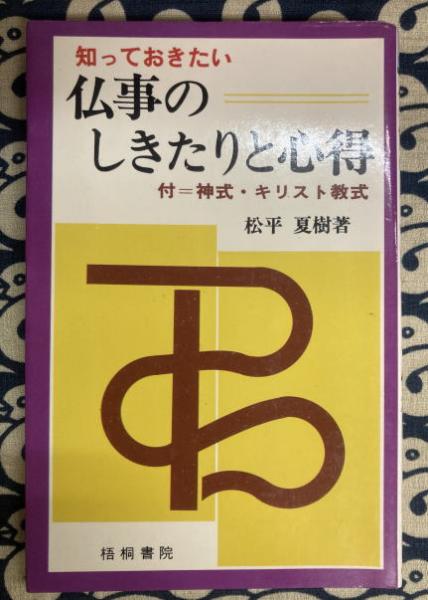 知っておきたい
仏事の
しきたりと心得
付＝神式・キリスト教式
松平 夏樹著
梧桐書院